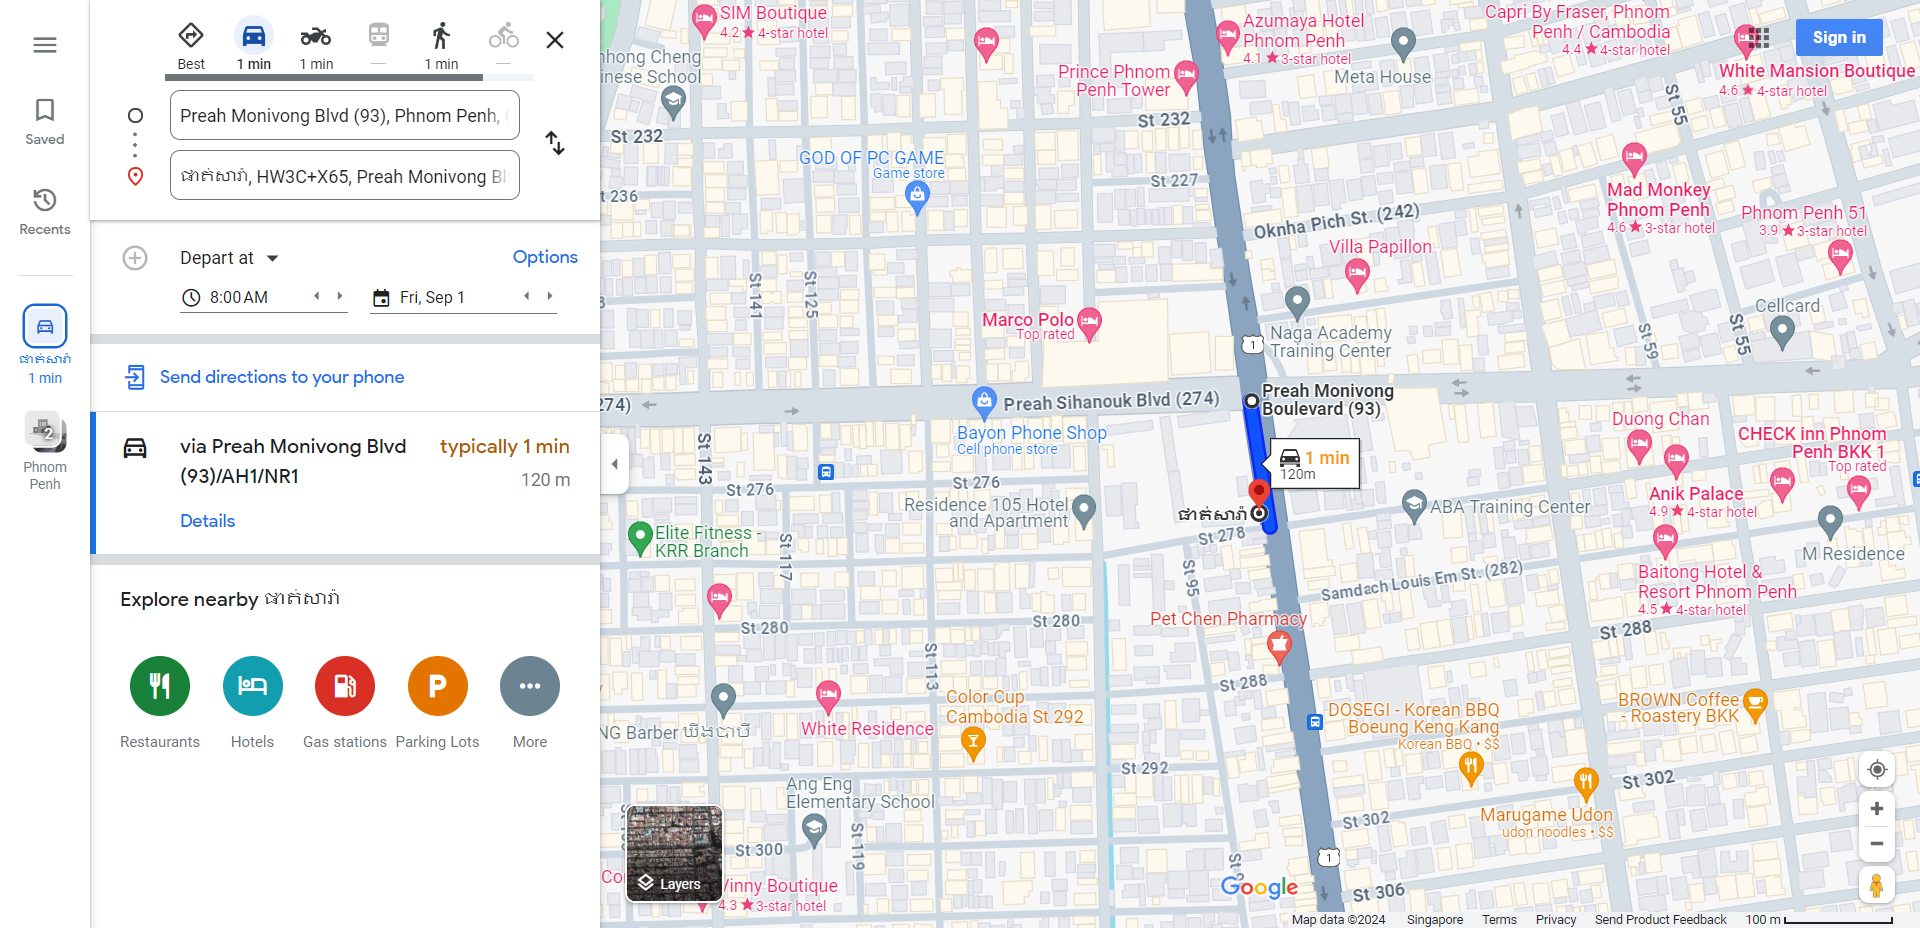 Best
1 min
1 min
—
1 min
—
Preah Monivong Blvd (93), Phnom Penh,
ផាត់សារ៉ា, HW3C+X65, Preah Monivong Bl
Saved
Recents
ផាត់សារ៉ា
1 min
2
Phnom
Penh
Depart at
Options
8:00 AM
Fri, Sep 1
Send directions to your phone
via Preah Monivong Blvd
(93)/AH1/NR1
typically 1 min
120 m
Details
Explore nearby ផាត់សារ៉ា
P
Restaurants
Hotels
Gas stations
Parking Lots
More
SIM Boutique
4.2 ★ 4-star hotel
nhong Cheng
inese School
Azumaya Hotel
Phnom Penh
4.1 ★ 3-star hotel
Prince Phnom
Penh Tower
Meta House
Capri By Fraser, Phnom
Penh / Cambodia
4.4 ★ 4-star hotel
Sign in
White Mansion Boutique
4.6 ★ 4-star hotel
St 55
St 232
St 232
GOD OF PC GAME
Game store
t 236
St 227
Oknha Pich St. (242)
Mad Monkey
Phnom Penh
4.6 ★ 3-star hotel
Phnom Penh 51
3.9 ★ 3-star hotel
Villa Papillon
St 141
St 125
Marco Polo
Top rated
Naga Academy
Training Center
Cellcard
St 59
St 55
1
274)
Preah Sihanouk Blvd (274)
Preah Monivong
Boulevard (93)
Bayon Phone Shop
Cell phone store
Duong Chan
CHECK inn Phnom
Penh BKK 1
Top rated
1 min
120m
St 143
St 276
St 276
Residence 105 Hotel
and Apartment
ផាត់សារ៉ា
St 278
ABA Training Center
Anik Palace
4.9 ★ 4-star hotel
M Residence
Elite Fitness -
KRR Branch
St 117
St 95
Samdach Louis Em St. (282)
Baitong Hotel &
Resort Phnom Penh
4.5 ★ 4-star hotel
St 280
St 280
Pet Chen Pharmacy
St 288
St 113
St 288
Color Cup
Cambodia St 292
White Residence
NG Barber ឃីងបាប៊ី
DOSEGI - Korean BBQ
Boeung Keng Kang
Korean BBQ • $$
BROWN Coffee
- Roastery BKK
St 292
St 302
Ang Eng
Elementary School
St 302
Marugame Udon
udon noodles • $$
St 300
St 119
1
Layers
Vinny Boutique
4.3 ★ 3-star hotel
Google
St 306
Map data ©2024
Singapore
Terms
Privacy
Send Product Feedback
100 m